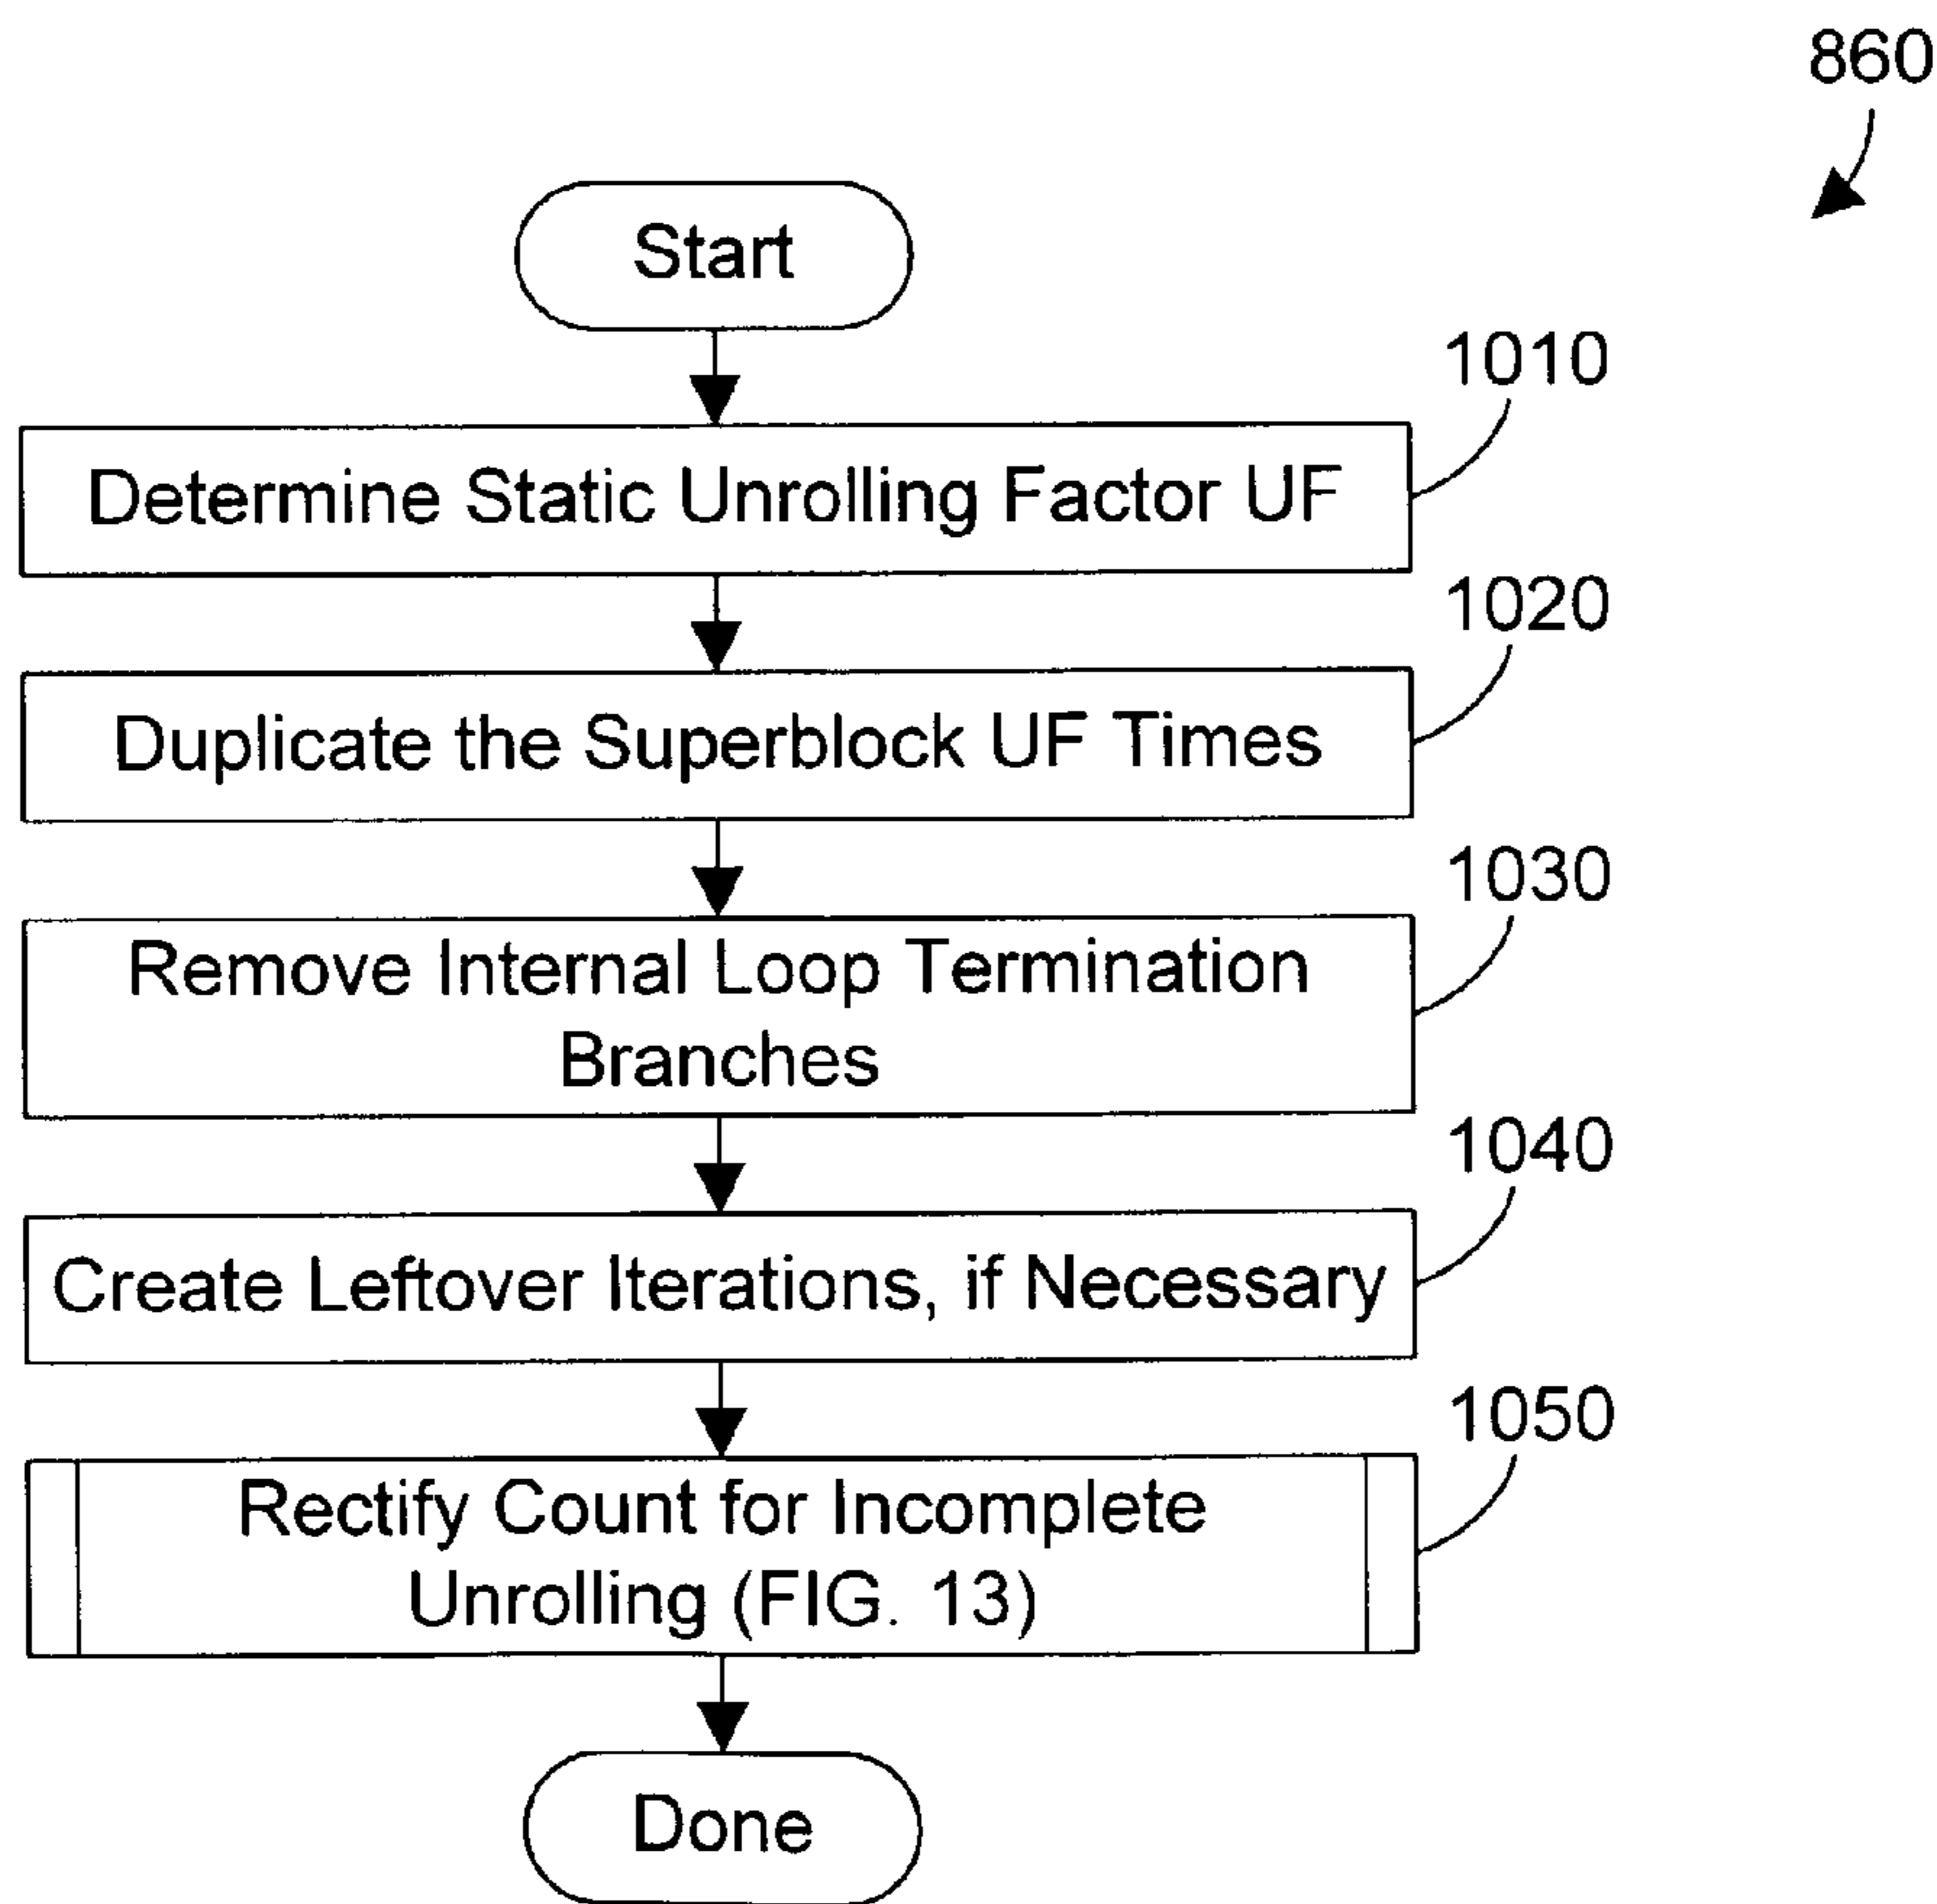 860
Start
1010
Determine Static Unrolling Factor UF
1020
Duplicate the Superblock UF Times
1030
Remove Internal Loop Termination
Branches
1040
Create Leftover Iterations, if Necessary
1050
Rectify Count for Incomplete
Unrolling (FIG. 13)
Done